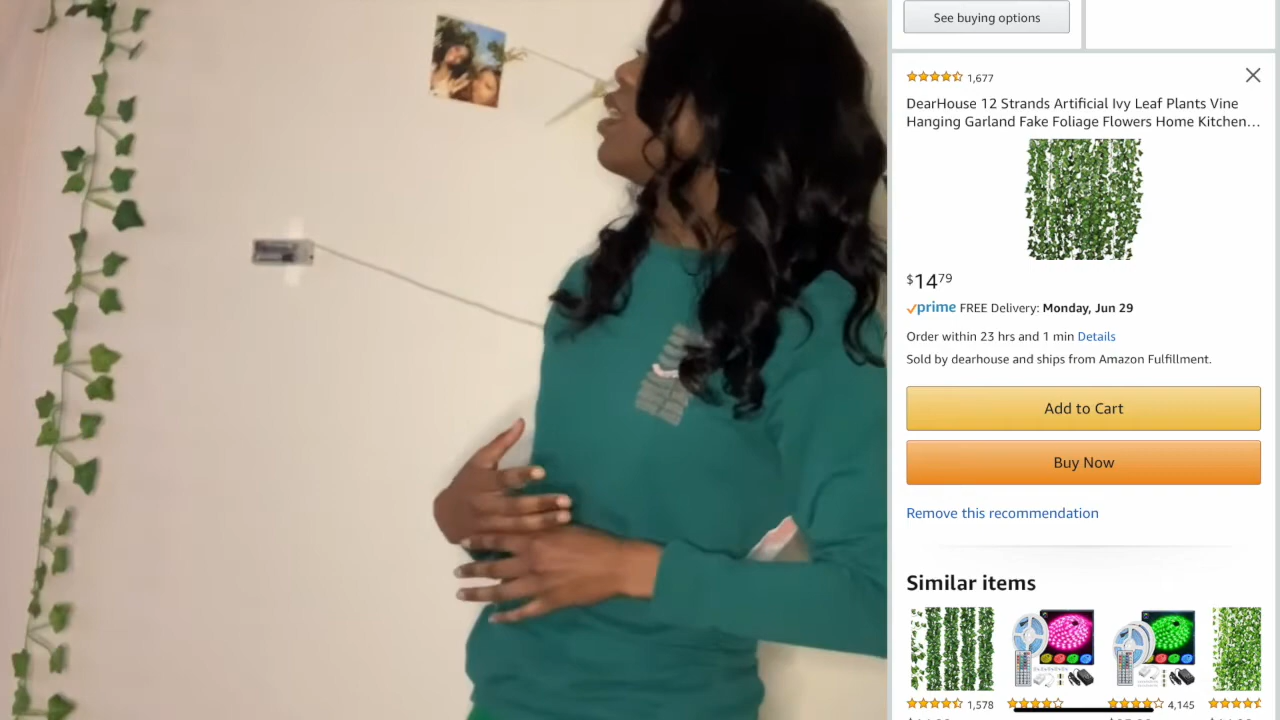 See buying options
1,677
DearHouse 12 Strands Artificial Ivy Leaf Plants Vine
Hanging Garland Fake Foliage Flowers Home Kitchen…
$14 79
prime FREE Delivery: Monday, Jun 29
Order within 23 hrs and 1 min Details
Sold by dearhouse and ships from Amazon Fulfillment.
Add to Cart
Buy Now
Remove this recommendation
Similar items
1,578
4,145